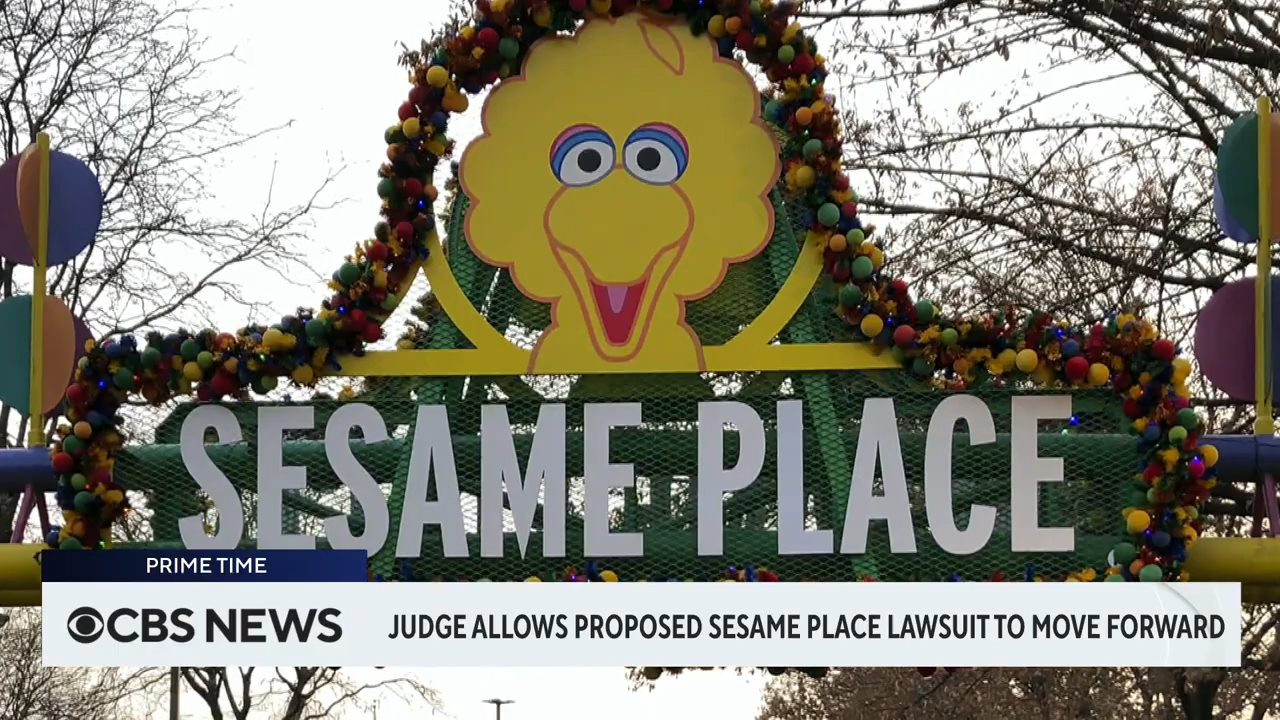 SESAME PLACE
PRIME TIME
CBS NEWS
JUDGE ALLOWS PROPOSED SESAME PLACE LAWSUIT TO MOVE FORWARD